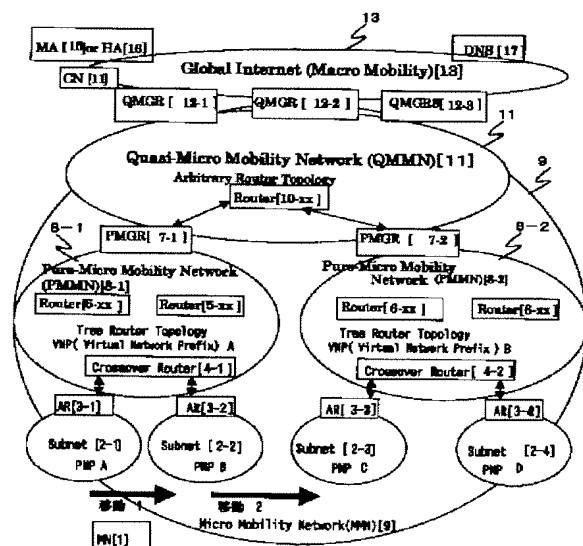 13
MA [15]or HA[16]
DNS [17
Global Internet (Macro Mobility)[13]
CN [11]
QMGR [ 12-1]
QMGR [ 12-2 ]
QMGR3[12-3]
11
Quasi-Micro Mobility Network (QMMN)[11]
9
Arbitrary Router Topology
Router[10-xx]
8-1
8-2
PMGR[ 7-1]
PMGR [ 7-2]
Pure-Micro Mobility Network
(PMMN)[8-1]
Pure-Micro Mobility
Network (PMMN)[8-2]
Router[5-xx]
Router[5-xx]
Router [6-xx]
Router[6-xx]
Tree Router Topology
VNP( Virtual Network Prefix) A
Tree Router Topology
VNP( Virtual Network Prefix) B
Crossover Router[4-1]
Crossover Router[ 4-2]
AR[3-1]
AR[3-2]
AR[ 3-3]
AR[3-4]
Subnet [2-1]
PNP A
Subnet [2-2]
PNP B
Subnet [2-3]
PNP C
Subnet [2-4]
PNP D
移動 1
移動 2
Micro Mobility Network(MMN)[9]
MN[1]